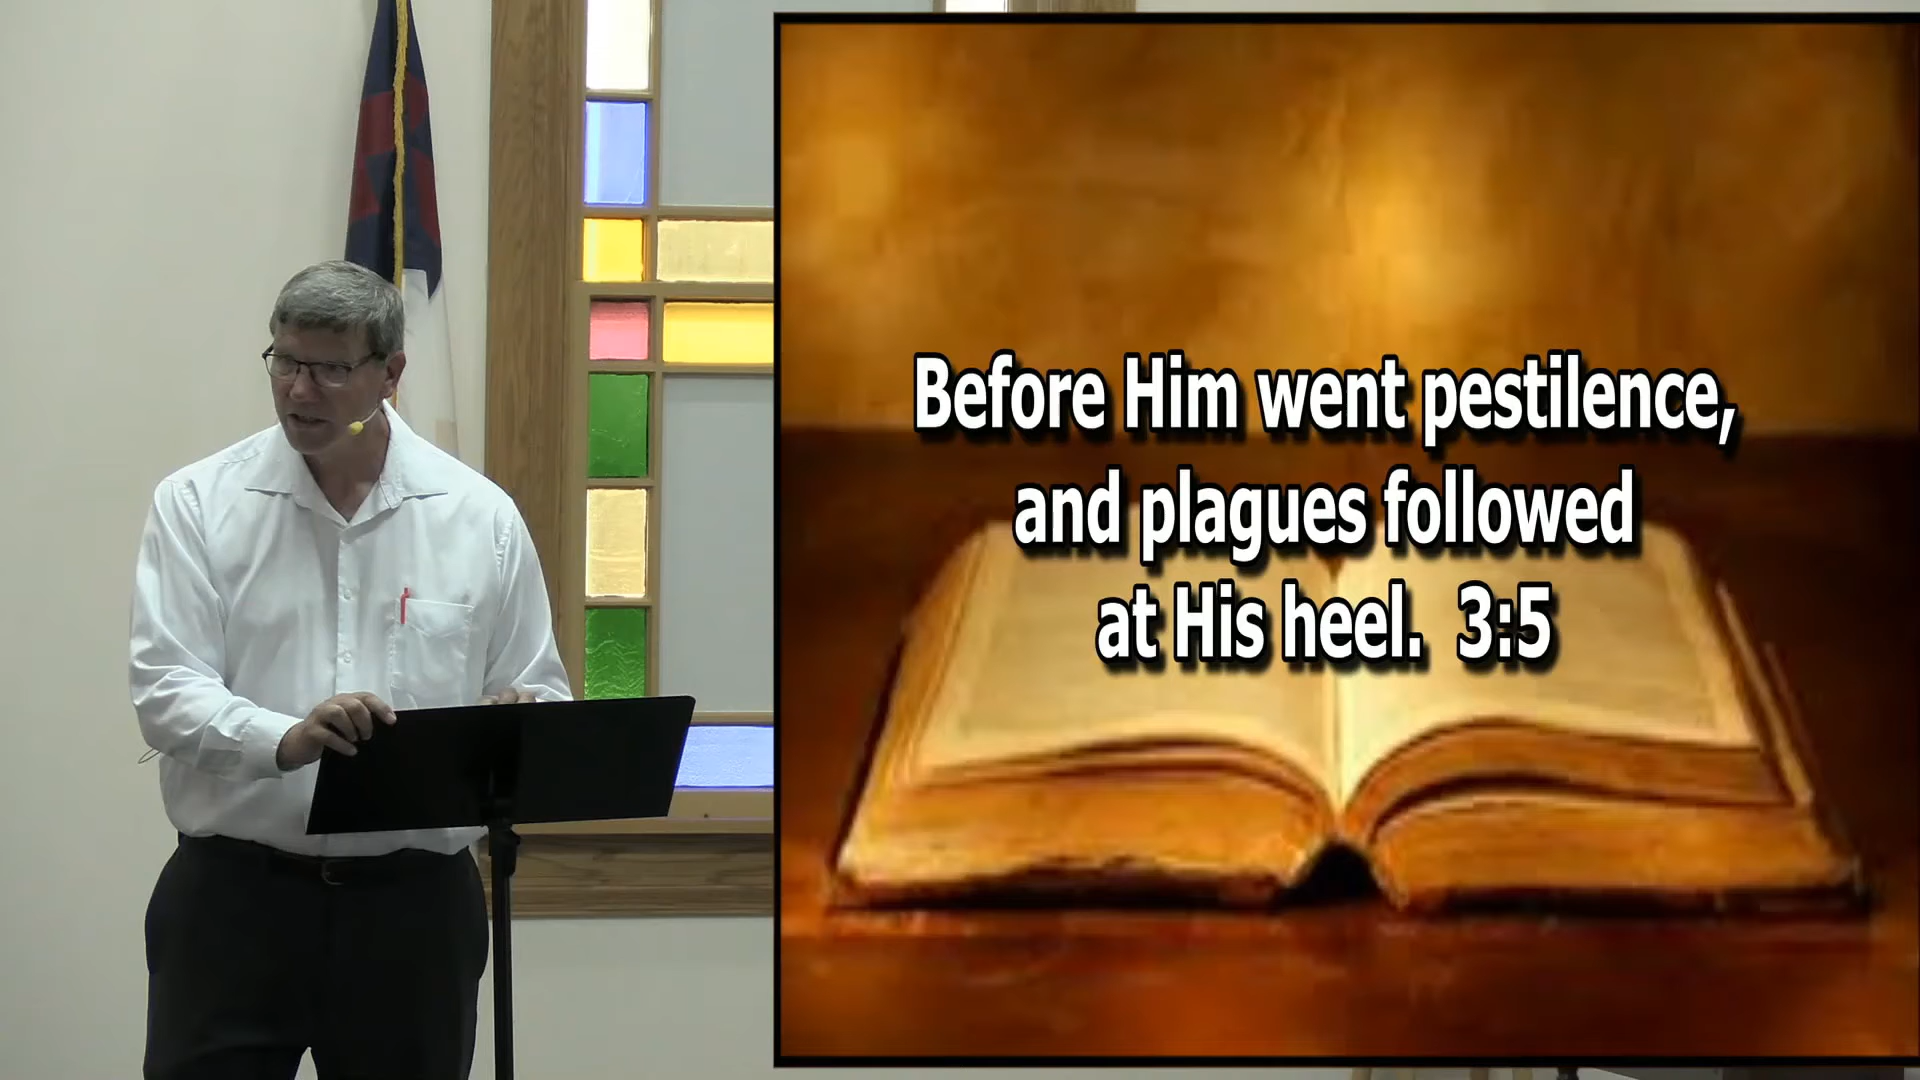 Before Him went pestilence,
and plagues followed
at His heel. 3:5